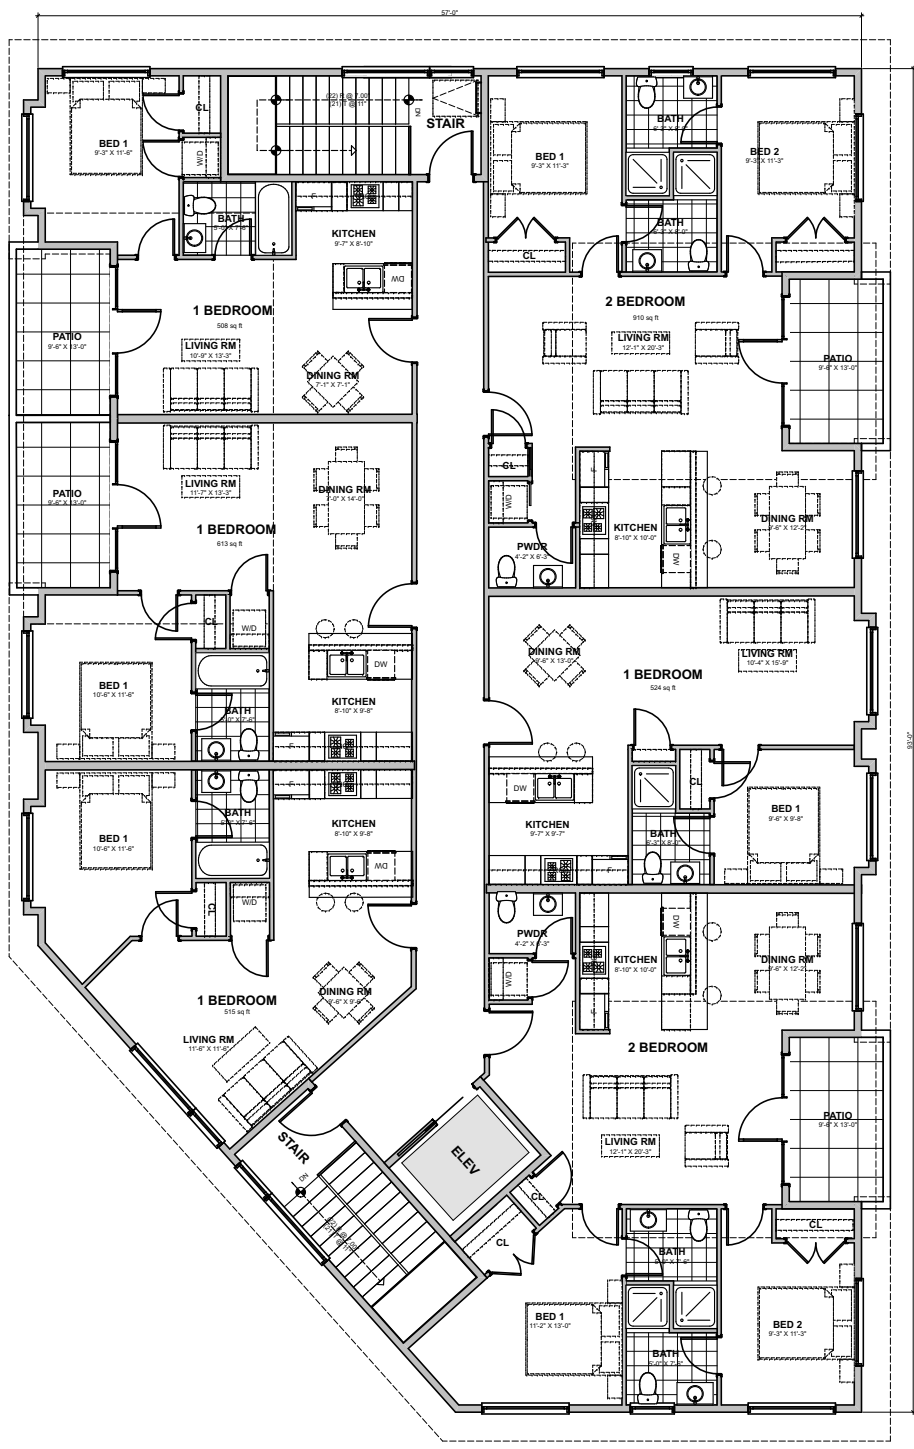 57'-0"
BED 1
9'-3" X 11'-6"
CL
W/D
BATH
5'-0" X 7'-6"
(22) R @ 7.00"
(21) T @ 11"
DN
STAIR
F
KITCHEN
9'-7" X 8'-10"
DW
1 BEDROOM
508 sq ft
LIVING RM
10'-9" X 13'-3"
DINING RM
7'-1" X 7'-1"
PATIO
9'-6" X 13'-0"
BED 1
9'-3" X 11'-3"
BATH
BED 2
9'-3" X 11'-3"
BATH
CL
2 BEDROOM
910 sq ft
LIVING RM
12'-1" X 20'-3"
PATIO
9'-6" X 13'-0"
CL
W/D
F
KITCHEN
8'-10" X 10'-0"
DW
DINING RM
9'-6" X 12'-2"
PWDR
4'-2" X 6'-3"
PATIO
9'-6" X 13'-0"
LIVING RM
11'-7" X 13'-3"
DINING RM
7'-0" X 14'-0"
1 BEDROOM
613 sq ft
CL
W/D
DW
BED 1
10'-6" X 11'-6"
BATH
KITCHEN
8'-10" X 9'-8"
F
DINING RM
9'-6" X 13'-0"
LIVING RM
10'-4" X 15'-9"
1 BEDROOM
524 sq ft
93'-0"
DW
CL
KITCHEN
9'-7" X 9'-7"
F
BATH
6'-3" X 8'-0"
BED 1
9'-6" X 9'-8"
F
BED 1
10'-6" X 11'-6"
BATH
KITCHEN
8'-10" X 9'-8"
DW
CL
W/D
1 BEDROOM
515 sq ft
DINING RM
9'-6" X 9'-6"
LIVING RM
11'-6" X 11'-6"
PWDR
4'-2" X 6'-3"
W/D
KITCHEN
8'-10" X 10'-0"
DW
F
DINING RM
9'-6" X 12'-2"
2 BEDROOM
LIVING RM
12'-1" X 20'-3"
PATIO
9'-6" X 13'-0"
STAIR
DN
ELEV
CL
CL
CL
BATH
BED 1
11'-2" X 13'-0"
BED 2
9'-3" X 11'-3"
BATH